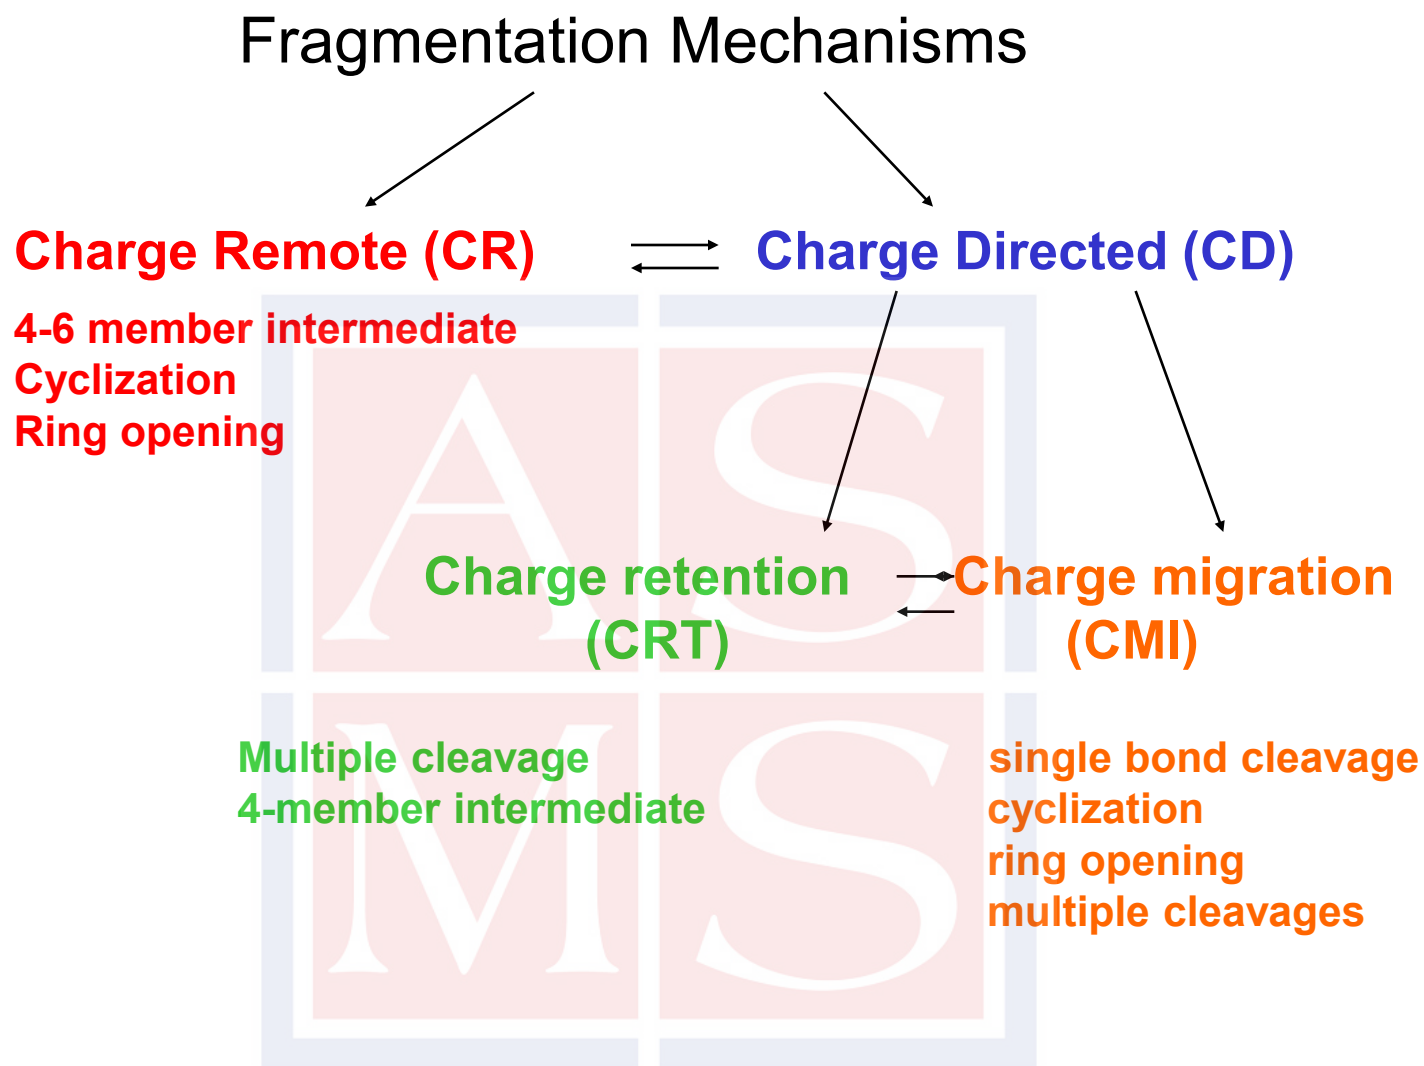 Fragmentation Mechanisms
Charge Remote (CR)
Charge Directed (CD)
4-6 member intermediate
Cyclization
Ring opening
Charge retention
(CRT)
Charge migration
(CMI)
Multiple cleavage
4-member intermediate
single bond cleavage
cyclization
ring opening
multiple cleavages
A S
M S